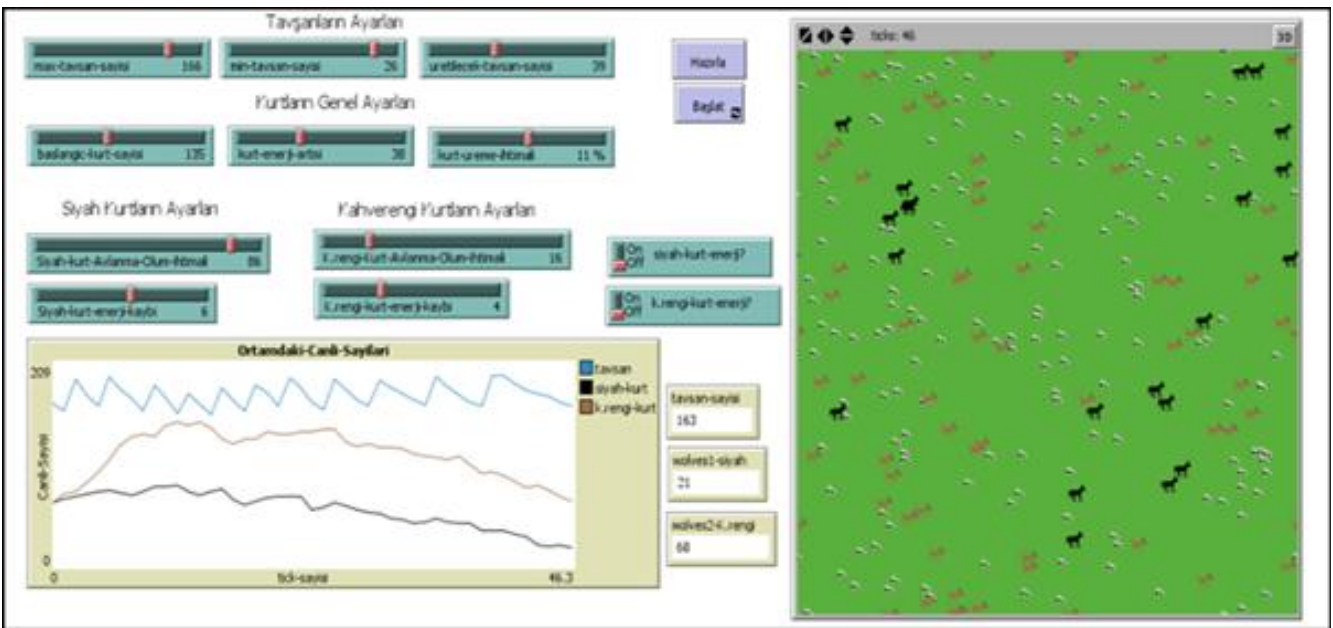 Tavşanların Ayarları
max-tavsan-sayisi 166
min-tavsan-sayisi 26
uretilecek-tavsan-sayisi 39
Hazırla
Başlat
Kurtların Genel Ayarları
baslangic-kurt-sayisi 135
kurt-enerji-artisi 38
kurt-ureme-ihtimali 11 %
Siyah Kurtların Ayarları
Kahverengi Kurtların Ayarları
Siyah-kurt-Avlanma-Olum-ihtimali 86
K.rengi-kurt-Avlanma-Olum-ihtimali 16
Siyah-kurt-enerji-kaybi 6
K.rengi-kurt-enerji-kaybi 4
On
Off
siyah-kurt-enerji?
On
Off
k.rengi-kurt-enerji?
Ortamdaki-Canli-Sayilari
209
Canli-Sayisi
0
0
tick-sayisi
46.3
tavsan
siyah-kurt
k.rengi-kurt
tavsan-sayisi
163
wolves1-siyah
21
wolves2-K.rengi
68
ticks: 46
3D